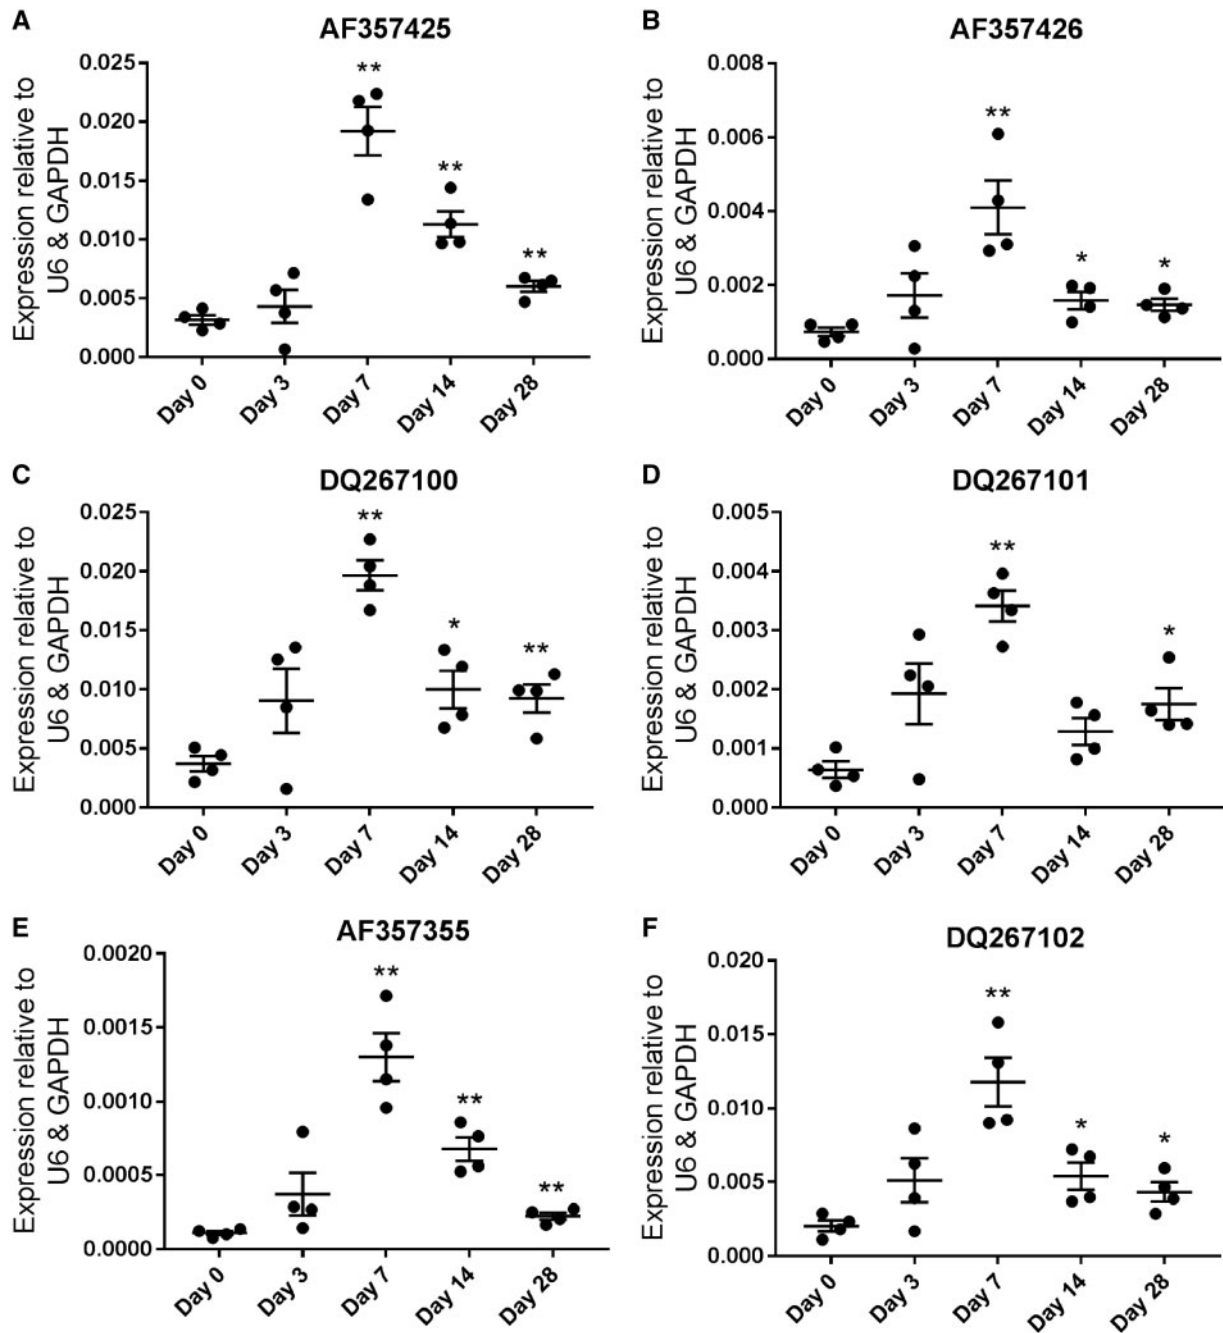 A
AF357425
Expression relative to
U6 & GAPDH
0.025
0.020
0.015
0.010
0.005
0.000
**
**
**
Day 0
Day 3
Day 7
Day 14
Day 28
B
AF357426
Expression relative to
U6 & GAPDH
0.008
0.006
0.004
0.002
0.000
**
*
*
Day 0
Day 3
Day 7
Day 14
Day 28
C
DQ267100
Expression relative to
U6 & GAPDH
0.025
0.020
0.015
0.010
0.005
0.000
**
*
**
Day 0
Day 3
Day 7
Day 14
Day 28
D
DQ267101
Expression relative to
U6 & GAPDH
0.005
0.004
0.003
0.002
0.001
0.000
**
*
Day 0
Day 3
Day 7
Day 14
Day 28
E
AF357355
Expression relative to
U6 & GAPDH
0.0020
0.0015
0.0010
0.0005
0.0000
**
**
**
Day 0
Day 3
Day 7
Day 14
Day 28
F
DQ267102
Expression relative to
U6 & GAPDH
0.020
0.015
0.010
0.005
0.000
**
*
*
Day 0
Day 3
Day 7
Day 14
Day 28